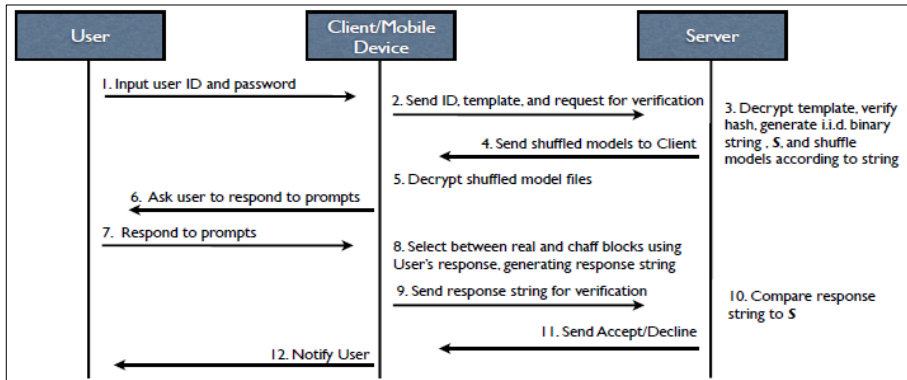 User
Client/Mobile
Device
Server
1. Input user ID and password
2. Send ID, template, and request for verification
3. Decrypt template, verify
hash, generate i.i.d. binary
string , S, and shuffle
models according to string
4. Send shuffled models to Client
5. Decrypt shuffled model files
6. Ask user to respond to prompts
7. Respond to prompts
8. Select between real and chaff blocks using
User's response, generating response string
9. Send response string for verification
10. Compare response
string to S
11. Send Accept/Decline
12. Notify User